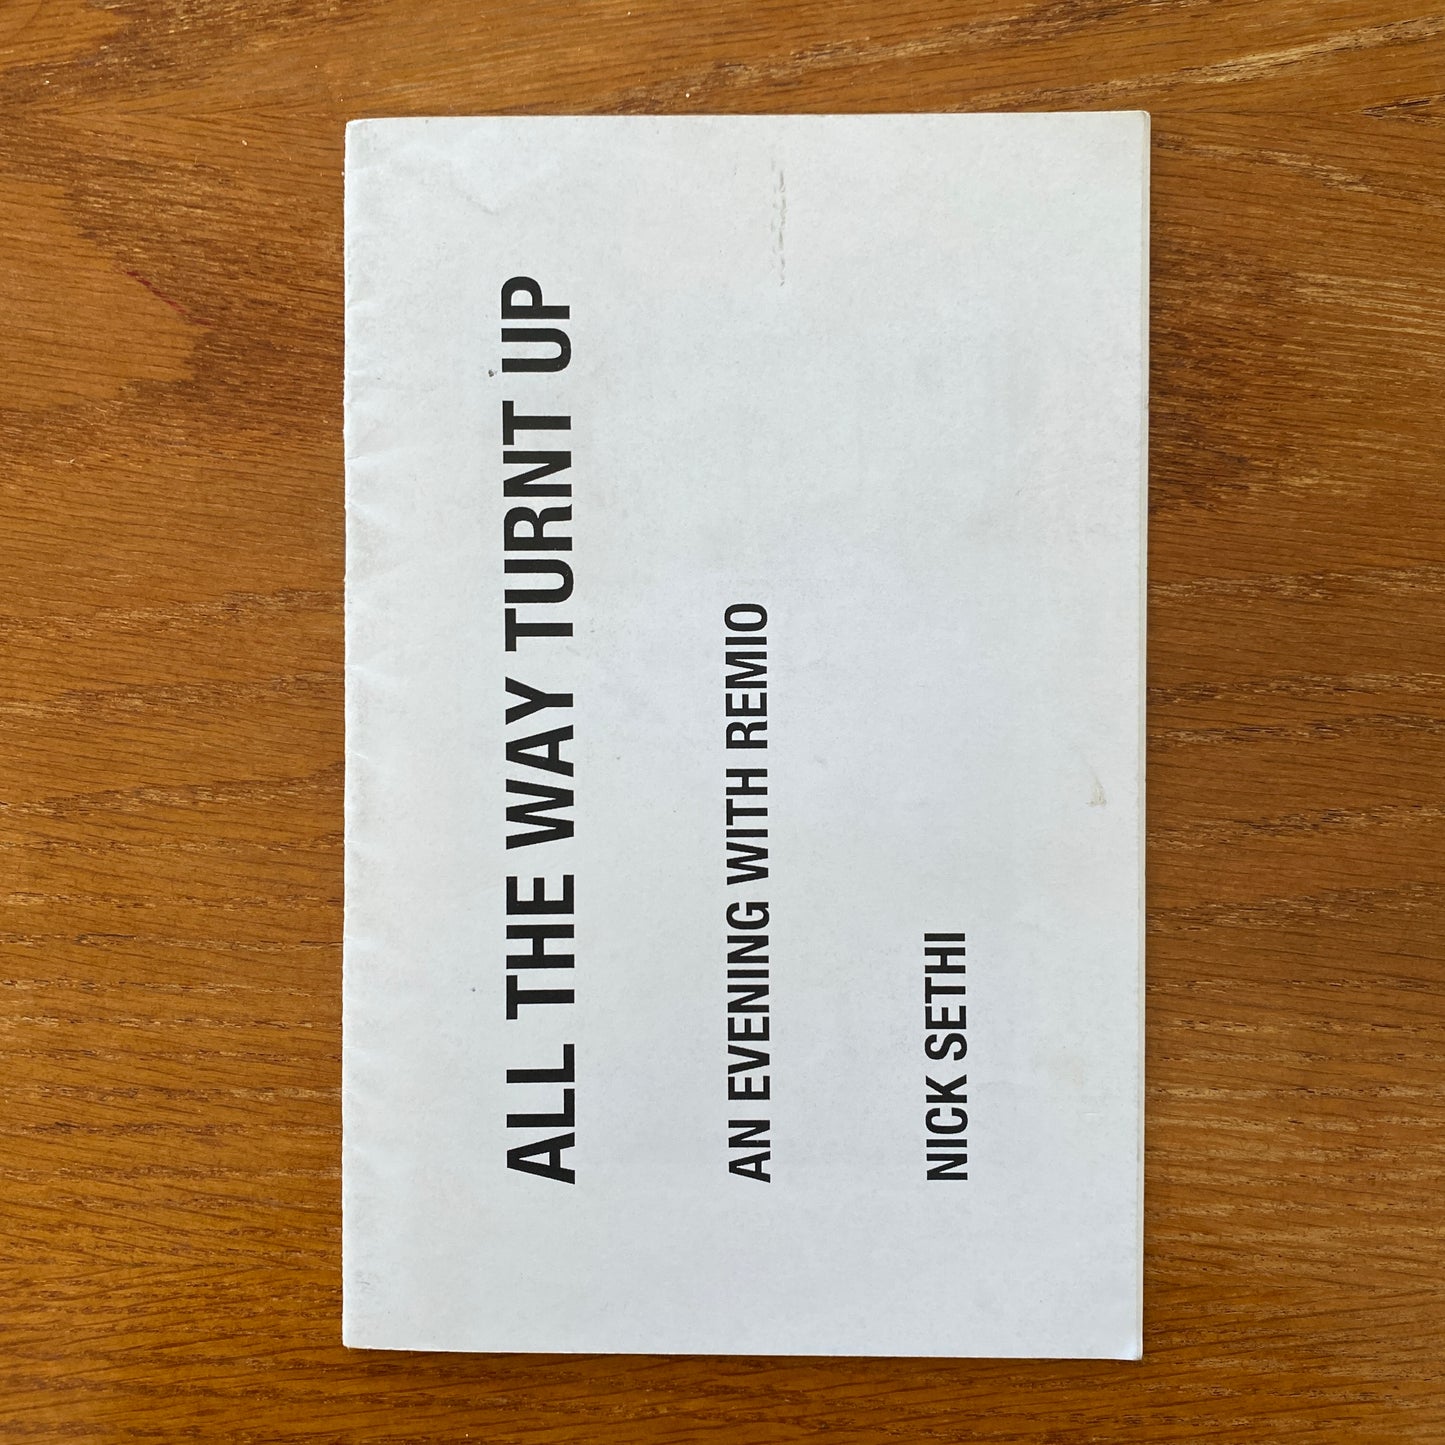 ALL THE WAY TURNT UP
AN EVENING WITH REMIO
NICK SETHI